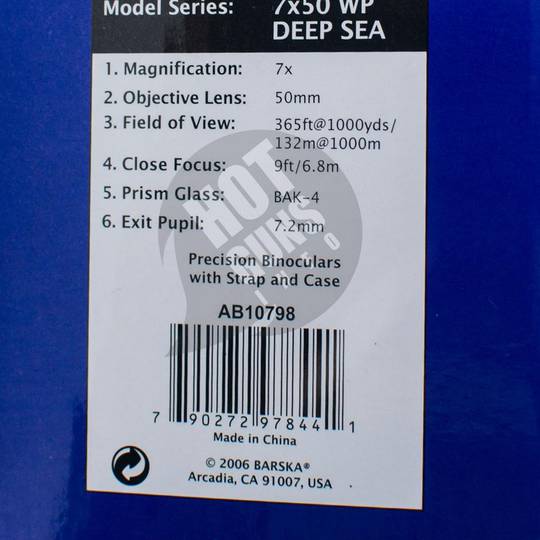 Model Series: 7x50 WP
DEEP SEA
1. Magnification: 7x
2. Objective Lens: 50mm
3. Field of View: 365ft@1000yds/
132m@1000m
4. Close Focus: 9ft/6.8m
5. Prism Glass: BAK-4
6. Exit Pupil: 7.2mm
Precision Binoculars
with Strap and Case
AB10798
7 90272 97844 1
Made in China
© 2006 BARSKA®
Arcadia, CA 91007, USA
HOT